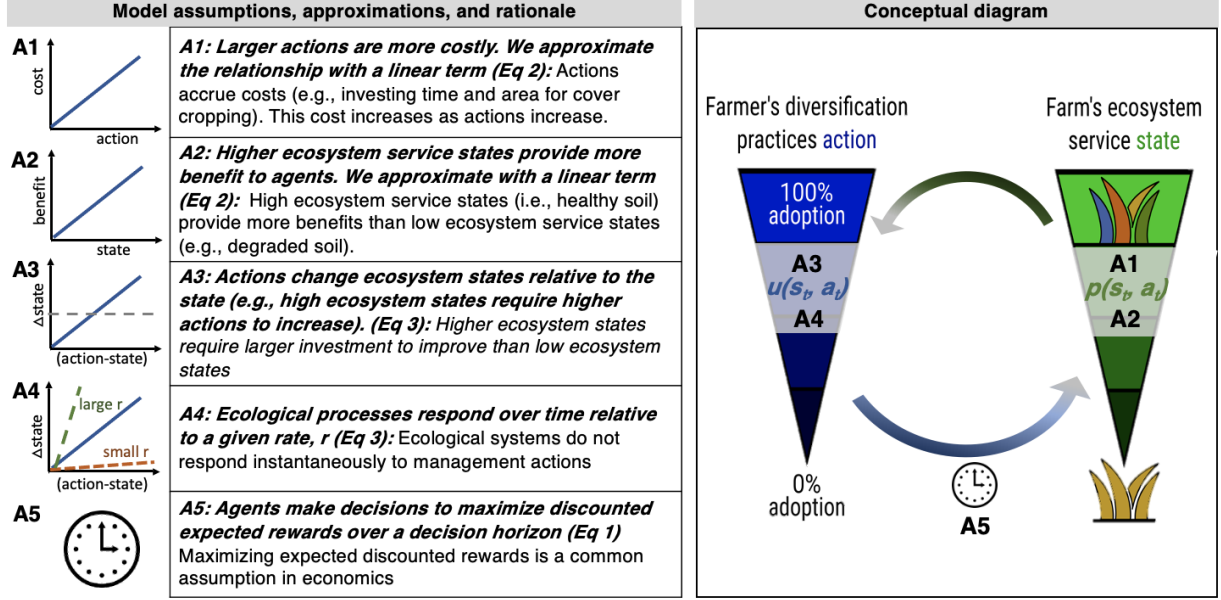 Model assumptions, approximations, and rationale
A1
cost
action
A1: Larger actions are more costly. We approximate
the relationship with a linear term (Eq 2): Actions
accrue costs (e.g., investing time and area for cover
cropping). This cost increases as actions increase.
A2
benefit
state
A2: Higher ecosystem service states provide more
benefit to agents. We approximate with a linear term
(Eq 2): High ecosystem service states (i.e., healthy soil)
provide more benefits than low ecosystem service states
(e.g., degraded soil).
A3
Δstate
(action-state)
A3: Actions change ecosystem states relative to the
state (e.g., high ecosystem states require higher
actions to increase). (Eq 3): Higher ecosystem states
require larger investment to improve than low ecosystem
states
A4
Δstate
large r
small r
(action-state)
A4: Ecological processes respond over time relative
to a given rate, r (Eq 3): Ecological systems do not
respond instantaneously to management actions
A5
A5: Agents make decisions to maximize discounted
expected rewards over a decision horizon (Eq 1)
Maximizing expected discounted rewards is a common
assumption in economics
Conceptual diagram
Farmer's diversification
practices action
100%
adoption
A3
u(sₜ, aₜ)
A4
0%
adoption
Farm's ecosystem
service state
A1
p(sₜ, aₜ)
A2
A5